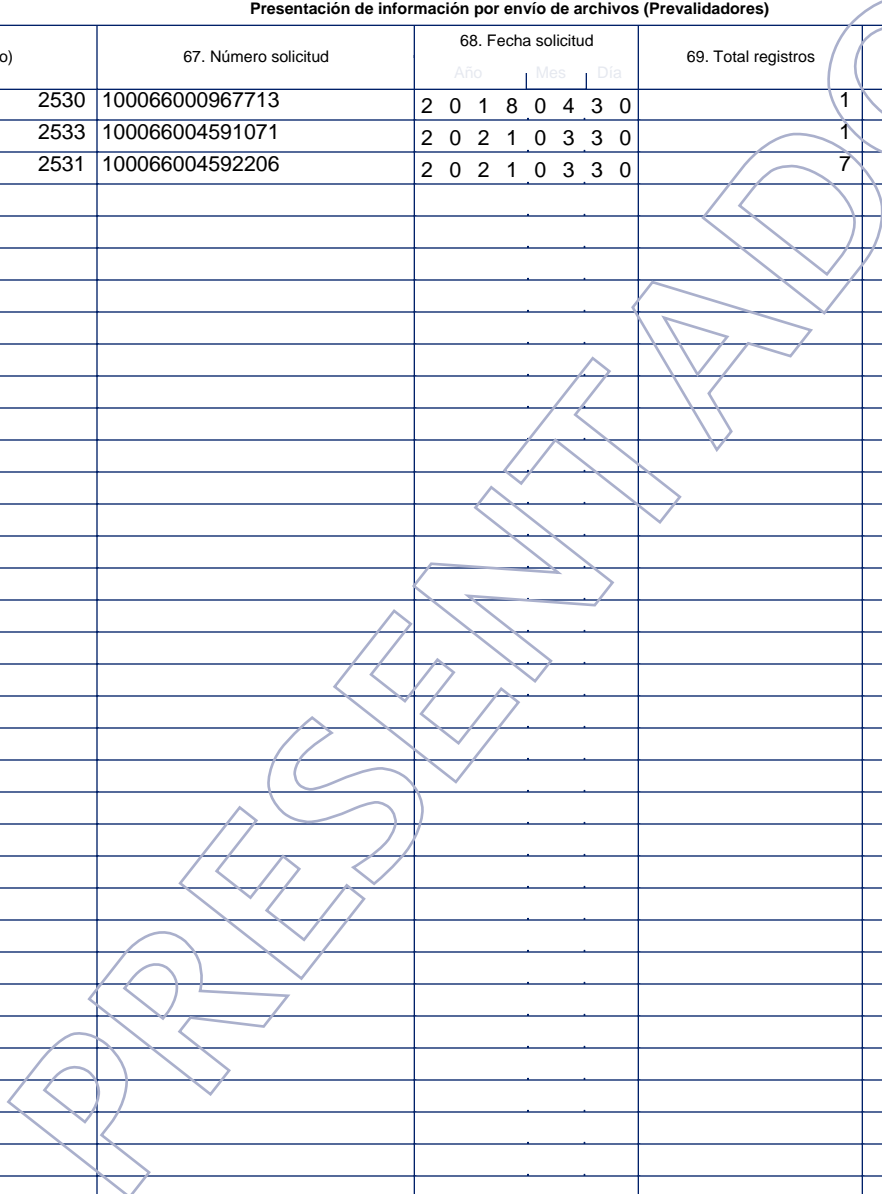 Presentación de información por envío de archivos (Prevalidadores)
o) 67. Número solicitud 68. Fecha solicitud 69. Total registros
Año Mes Día
2530 100066000967713 2 0 1 8 0 4 3 0 1
2533 100066004591071 2 0 2 1 0 3 3 0 1
2531 100066004592206 2 0 2 1 0 3 3 0 7
PRESENTADO